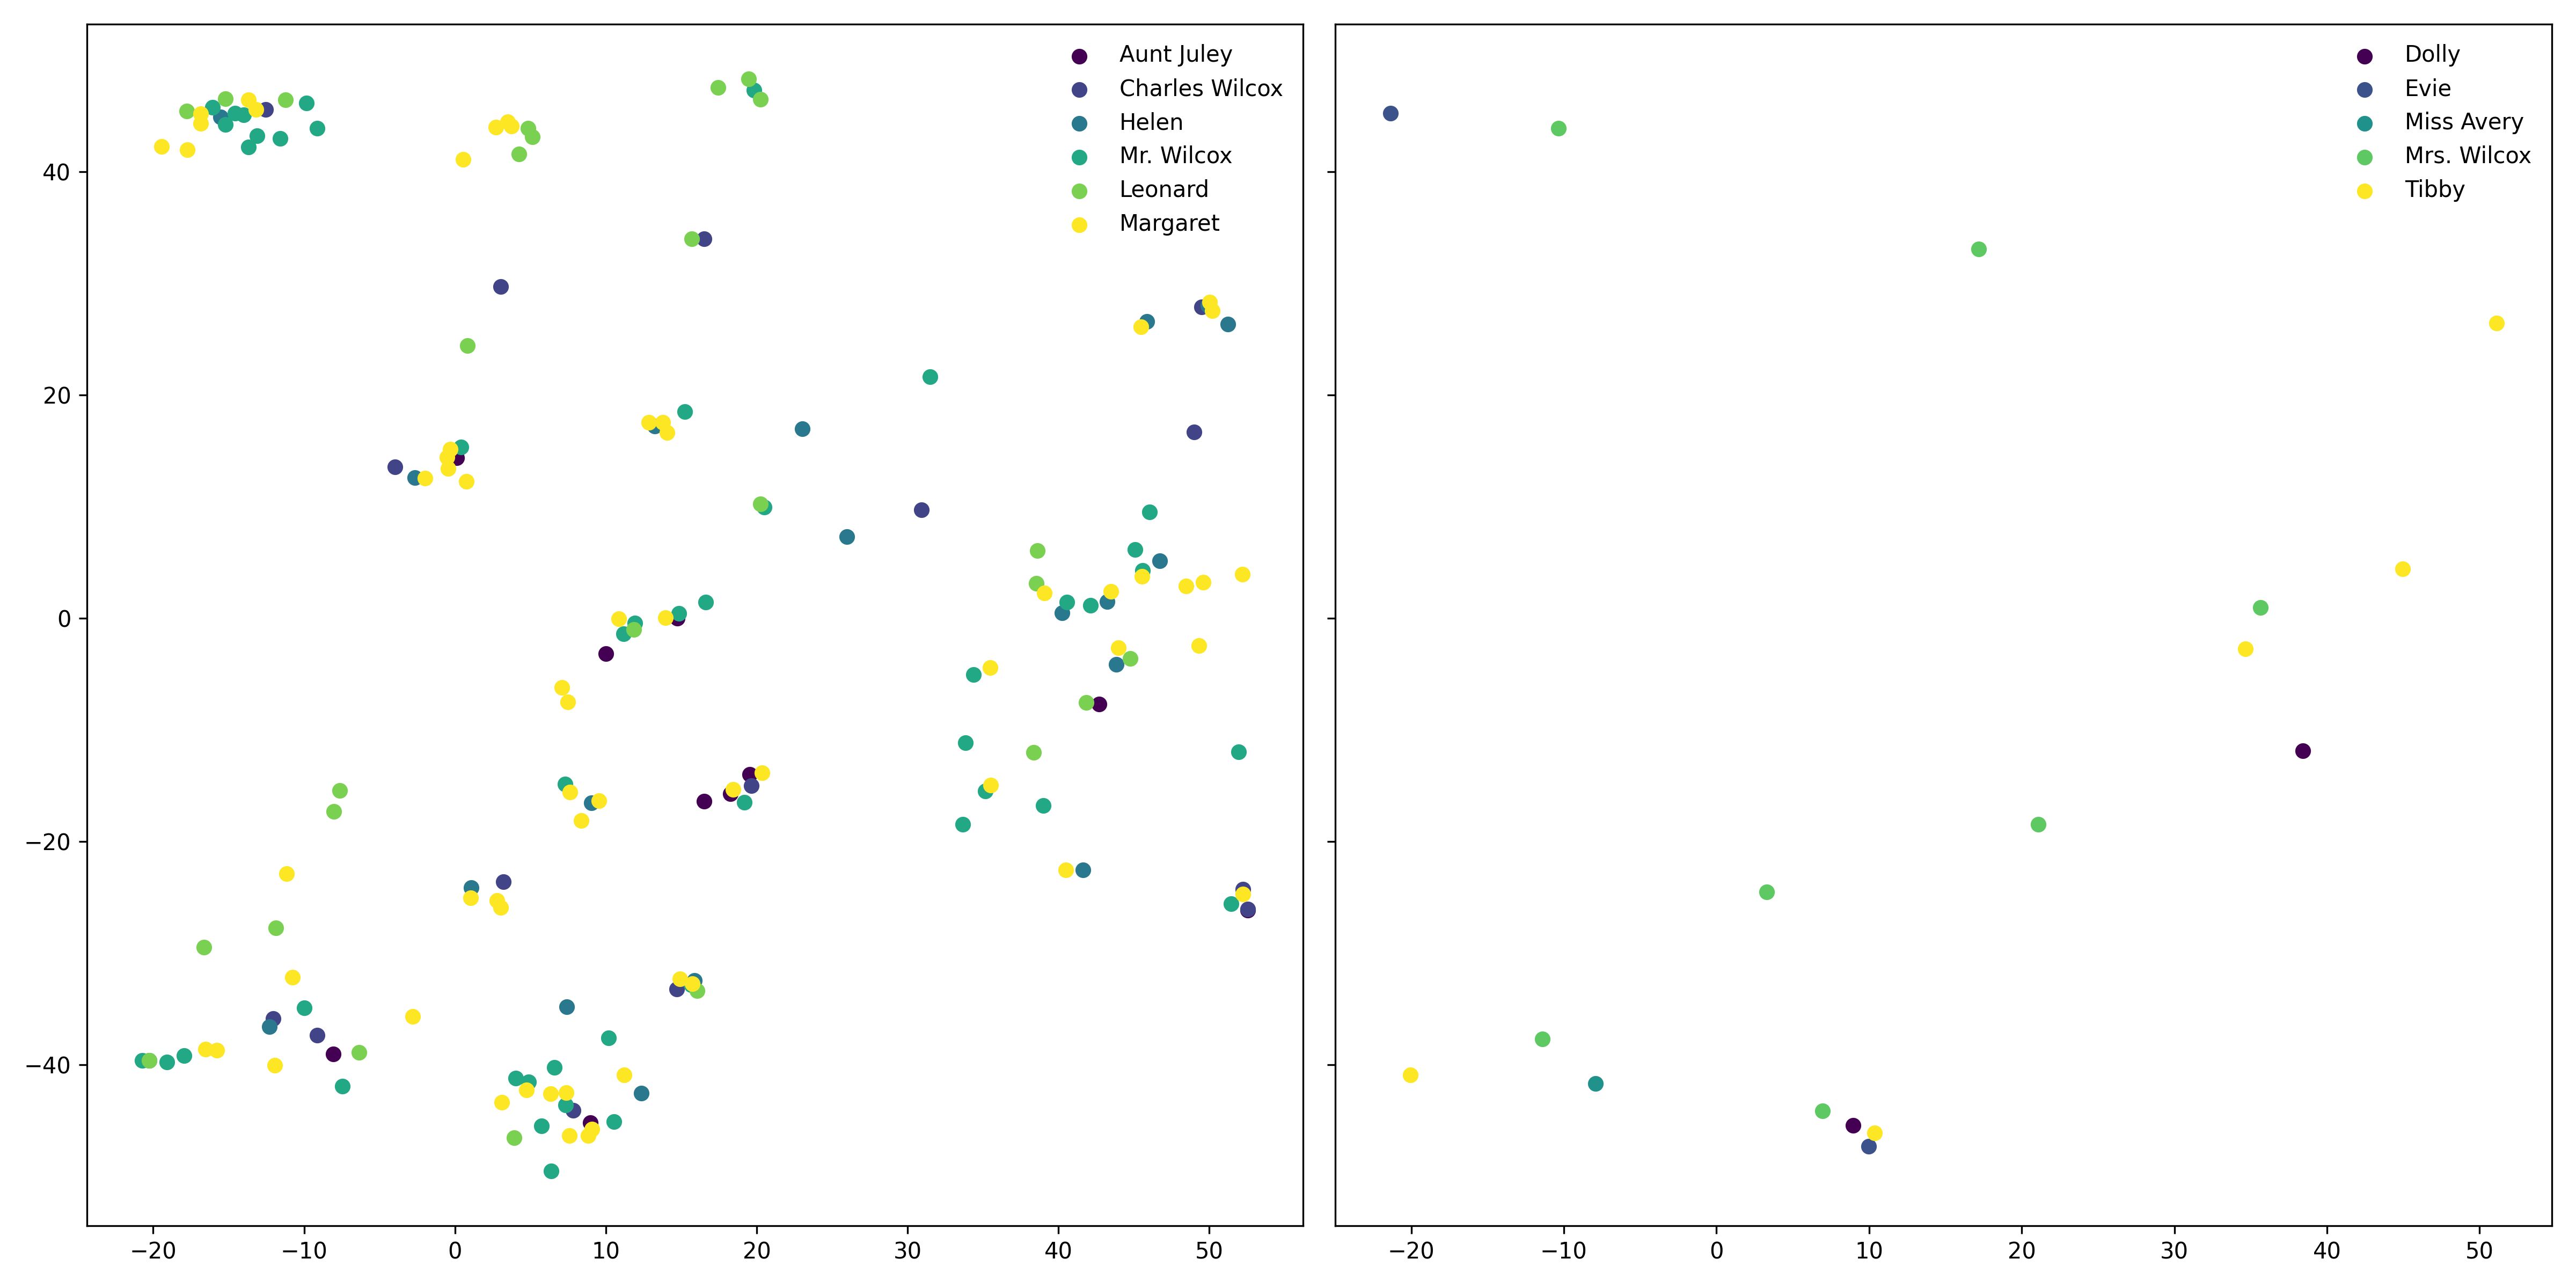 Aunt Juley
Charles Wilcox
Helen
Mr. Wilcox
Leonard
Margaret
40
20
0
−20
−40
−20 −10 0 10 20 30 40 50
Dolly
Evie
Miss Avery
Mrs. Wilcox
Tibby
−20 −10 0 10 20 30 40 50